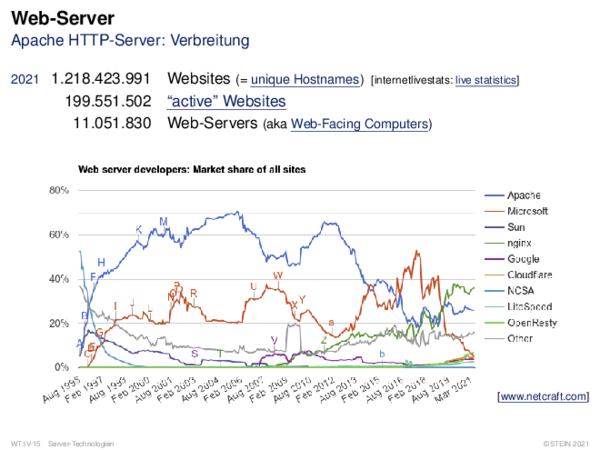 Web-Server
Apache HTTP-Server: Verbreitung
2021 1.218.423.991 Websites (= unique Hostnames) [internetlivestats: live statistics]
199.551.502 “active” Websites
11.051.830 Web-Servers (aka Web-Facing Computers)
Web server developers: Market share of all sites
80%
60%
40%
20%
0%
Apache
Microsoft
Sun
nginx
Google
Cloudflare
NCSA
LiteSpeed
OpenResty
Other
A
B
F
H
K
M
I
J
L
P
R
S
T
U
W
V
X
Y
Z
a
b
Aug 1995
Feb 1997
Aug 1998
Feb 2000
Aug 2001
Feb 2003
Aug 2004
Feb 2006
Aug 2007
Feb 2009
Aug 2010
Feb 2012
Aug 2013
Feb 2015
Aug 2016
Feb 2018
Aug 2019
Mar 2021
[www.netcraft.com]
WT:IV-15 Server-Technologien
©STEIN 2021